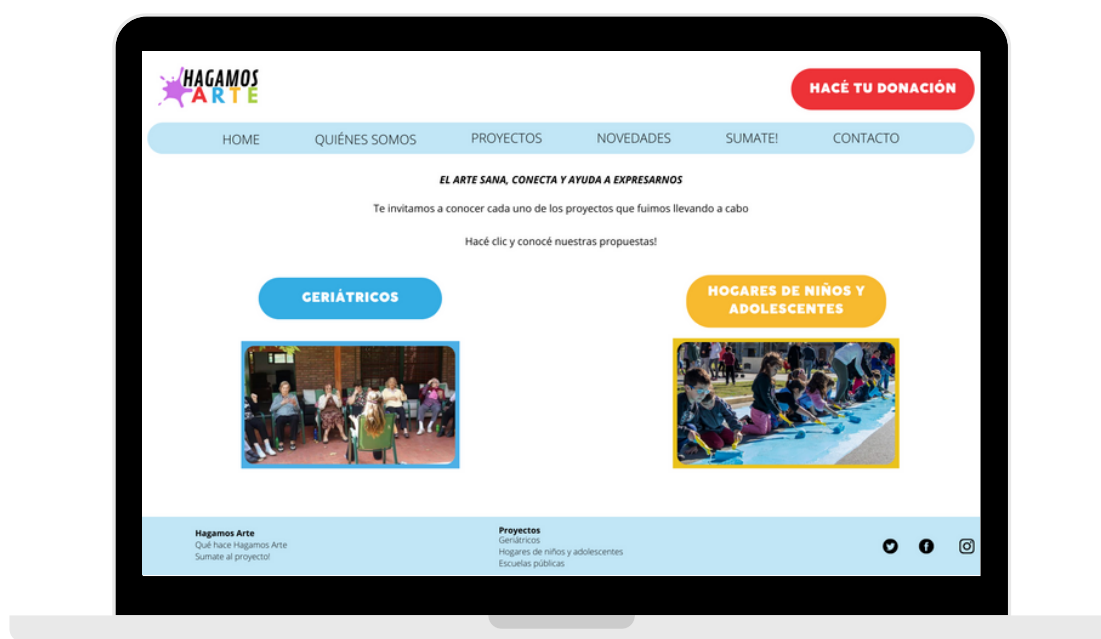 HAGAMOS
ARTE
HACÉ TU DONACIÓN
HOME QUIÉNES SOMOS PROYECTOS NOVEDADES SUMATE! CONTACTO
EL ARTE SANA, CONECTA Y AYUDA A EXPRESARNOS
Te invitamos a conocer cada uno de los proyectos que fuimos llevando a cabo
Hacé clic y conocé nuestras propuestas!
GERIÁTRICOS
HOGARES DE NIÑOS Y
ADOLESCENTES
Hagamos Arte
Qué hace Hagamos Arte
Sumate al proyecto!
Proyectos
Geriátricos
Hogares de niños y adolescentes
Escuelas públicas